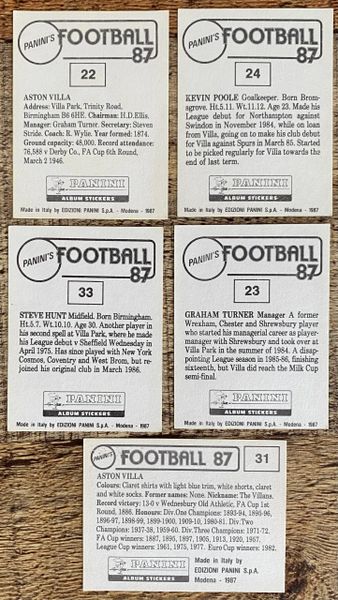 PANINI'S FOOTBALL 87
22
ASTON VILLA
Address: Villa Park, Trinity Road,
Birmingham B6 6HE. Chairman: H.D.Ellis.
Manager: Graham Turner. Secretary: Steven
Stride. Coach: R. Wylie. Year formed: 1874.
Ground capacity: 48,000. Record attendance:
76,588 v Derby Co., FA Cup 6th Round,
March 2 1946.
PANINI
ALBUM STICKERS
Made in Italy by EDIZIONI PANINI S.p.A. - Modena - 1987
PANINI'S FOOTBALL 87
24
KEVIN POOLE Goalkeeper. Born Brom-
sgrove. Ht.5.11. Wt.11.12. Age 23. Made his
League debut for Northampton against
Swindon in November 1984, while on loan
from Villa, going on to make his club debut
for Villa against Spurs in March 85. Started
to be picked regularly for Villa towards the
end of last term.
PANINI
ALBUM STICKERS
Made in Italy by EDIZIONI PANINI S.p.A. - Modena - 1987
PANINI'S FOOTBALL 87
33
STEVE HUNT Midfield. Born Birmingham.
Ht.5.7. Wt.10.10. Age 30. Another player in
his second spell at Villa Park, where he made
his League debut v Sheffield Wednesday in
April 1975. Has since played with New York
Cosmos, Coventry and West Brom, but re-
joined his original club in March 1986.
PANINI
ALBUM STICKERS
Made in Italy by EDIZIONI PANINI S.p.A. - Modena - 1987
PANINI'S FOOTBALL 87
23
GRAHAM TURNER Manager A former
Wrexham, Chester and Shrewsbury player
who started his managerial career as player-
manager with Shrewsbury and took over at
Villa Park in the summer of 1984. A disap-
pointing League season in 1985-86, finishing
sixteenth, but Villa did reach the Milk Cup
semi-final.
PANINI
ALBUM STICKERS
Made in Italy by EDIZIONI PANINI S.p.A. - Modena - 1987
PANINI'S FOOTBALL 87 31
ASTON VILLA
Colours: Claret shirts with light blue trim, white shorts, claret
and white socks. Former names: None. Nickname: The Villans.
Record victory: 13-0 v Wednesbury Old Athletic, FA Cup 1st
Round, 1886. Honours: Div.One Champions: 1893-94, 1895-96,
1896-97, 1898-99, 1899-1900, 1909-10, 1980-81. Div.Two
Champions: 1937-38, 1959-60. Div.Three Champions: 1971-72.
FA Cup winners: 1887, 1895, 1897, 1905, 1913, 1920, 1957.
League Cup winners: 1961, 1975, 1977. Euro Cup winners: 1982.
PANINI
ALBUM STICKERS
Made in Italy by
EDIZIONI PANINI S.p.A.
Modena - 1987